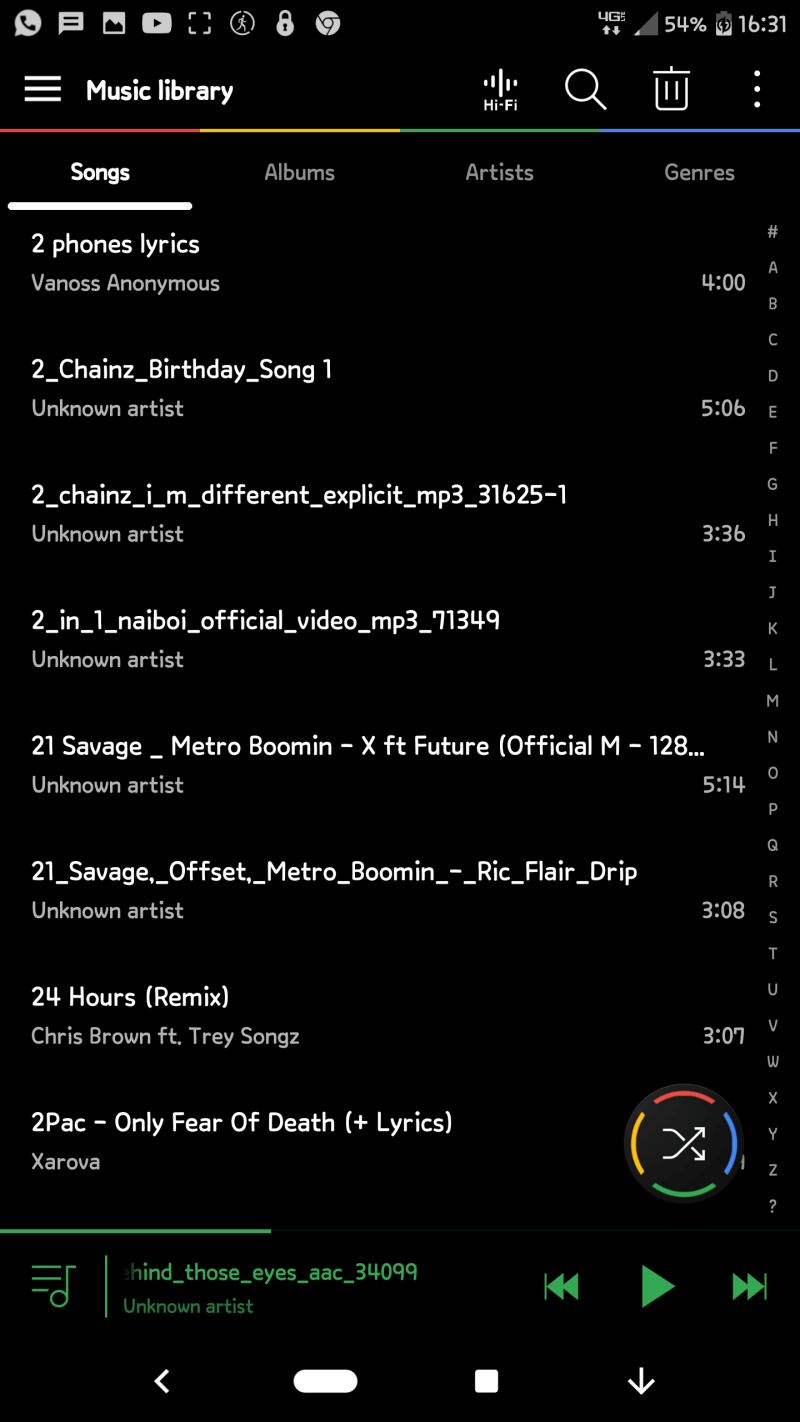 4G 54% 16:31
Music library
Hi-Fi
Songs Albums Artists Genres
2 phones lyrics
Vanoss Anonymous 4:00
2_Chainz_Birthday_Song 1
Unknown artist 5:06
2_chainz_i_m_different_explicit_mp3_31625-1
Unknown artist 3:36
2_in_1_naiboi_official_video_mp3_71349
Unknown artist 3:33
21 Savage _ Metro Boomin - X ft Future (Official M - 128...
Unknown artist 5:14
21_Savage,_Offset,_Metro_Boomin_-_Ric_Flair_Drip
Unknown artist 3:08
24 Hours (Remix)
Chris Brown ft. Trey Songz 3:07
2Pac - Only Fear Of Death (+ Lyrics)
Xarova
#
A
B
C
D
E
F
G
H
I
J
K
L
M
N
O
P
Q
R
S
T
U
V
W
X
Y
Z
?
hind_those_eyes_aac_34099
Unknown artist